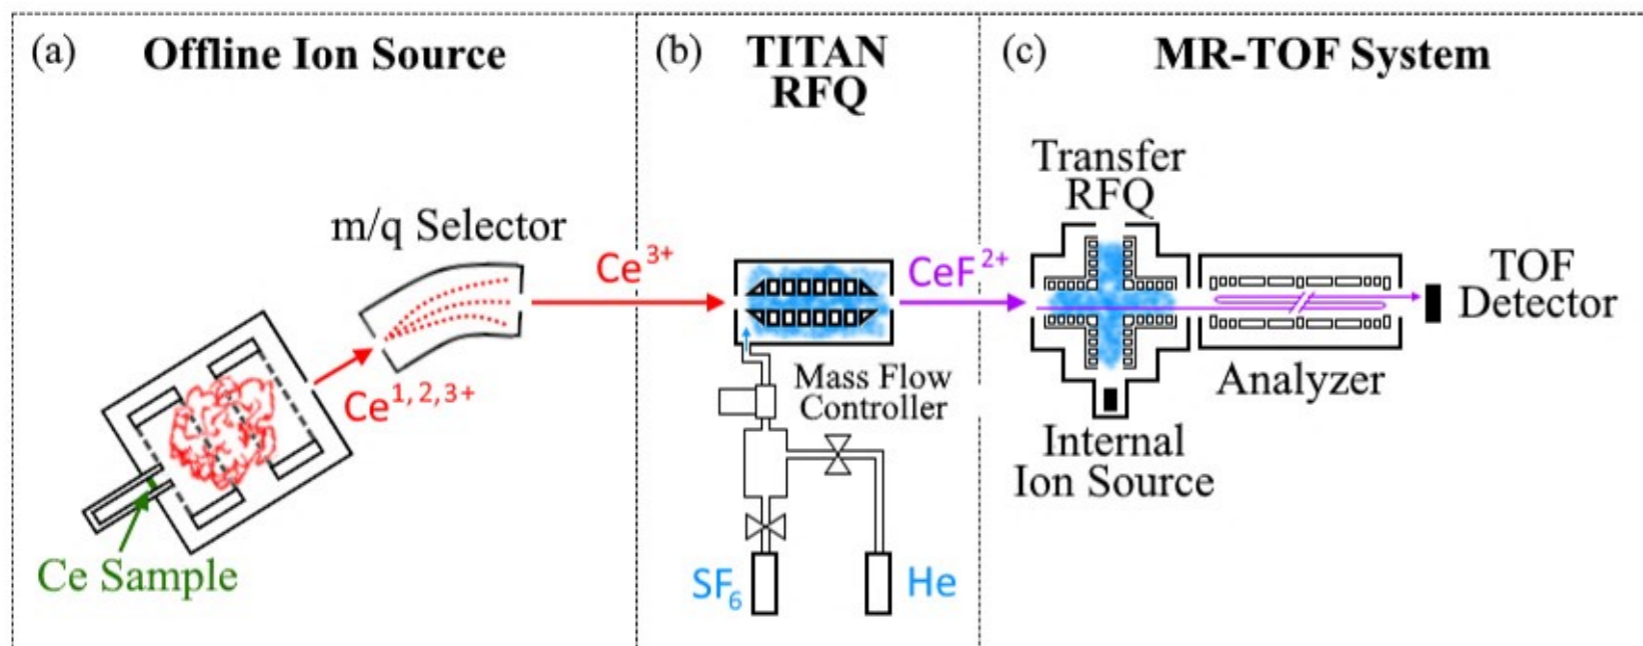 (a) Offline Ion Source
m/q Selector
Ce³⁺
Ce¹,²,³⁺
Ce Sample
(b) TITAN
RFQ
CeF²⁺
Mass Flow
Controller
SF₆
He
(c) MR-TOF System
Transfer
RFQ
TOF
Detector
Analyzer
Internal
Ion Source